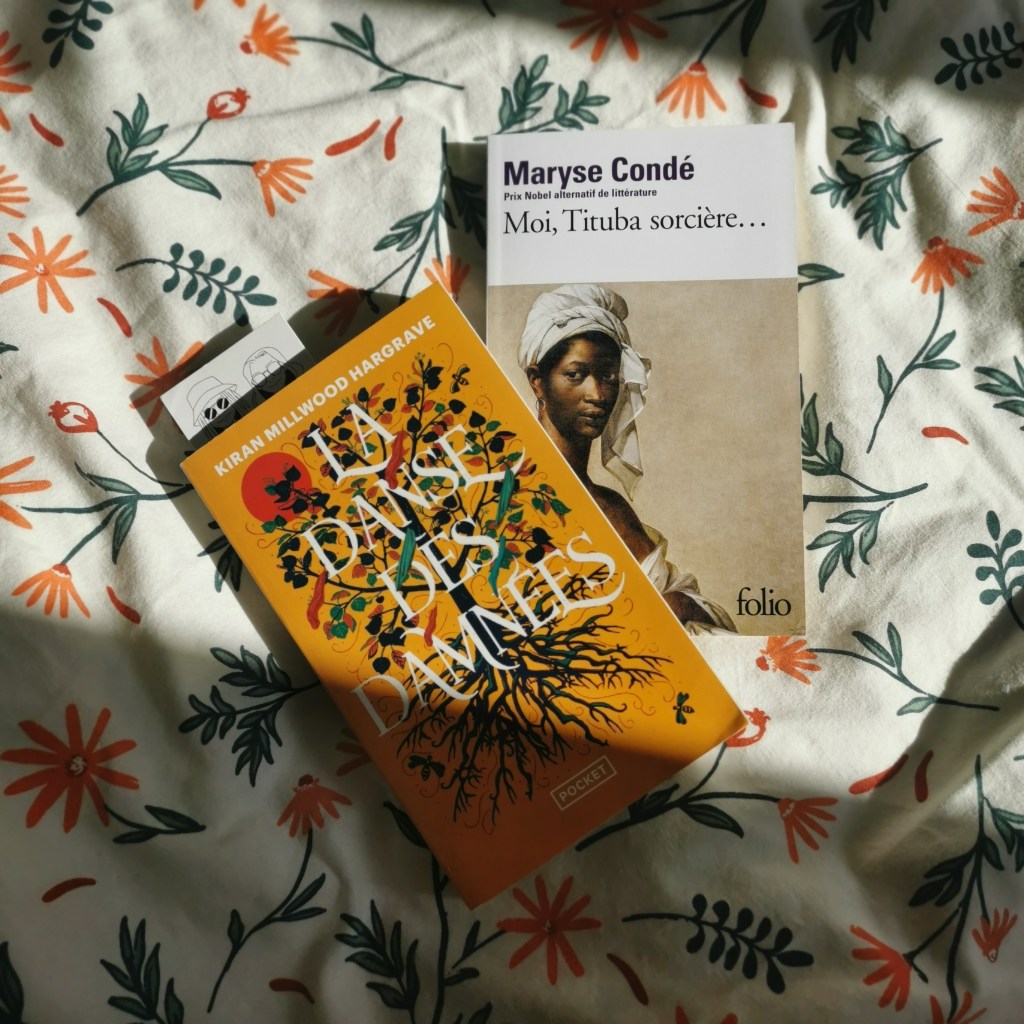 Maryse Condé
Prix Nobel alternatif de littérature
Moi, Tituba sorcière...
folio
KIRAN MILLWOOD HARGRAVE
LA
DANSE
DES
DAMNÉES
POCKET